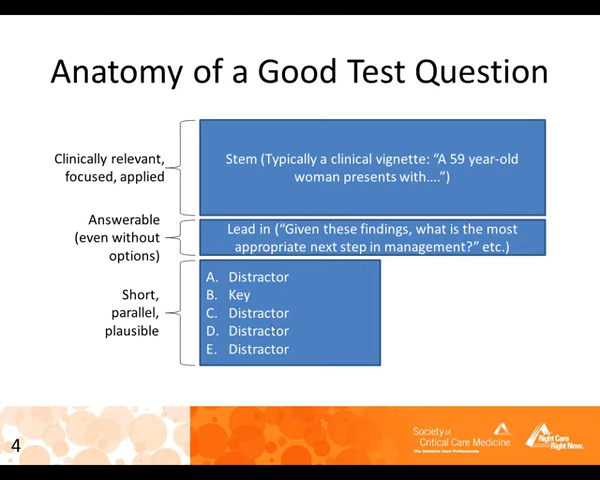 Anatomy of a Good Test Question
Clinically relevant,
focused, applied
Stem (Typically a clinical vignette: “A 59 year-old
woman presents with….”)
Answerable
(even without
options)
Lead in (“Given these findings, what is the most
appropriate next step in management?” etc.)
Short,
parallel,
plausible
A. Distractor
B. Key
C. Distractor
D. Distractor
E. Distractor
4
Society of
Critical Care Medicine
The Intensive Care Professionals
Right Care
Right Now.